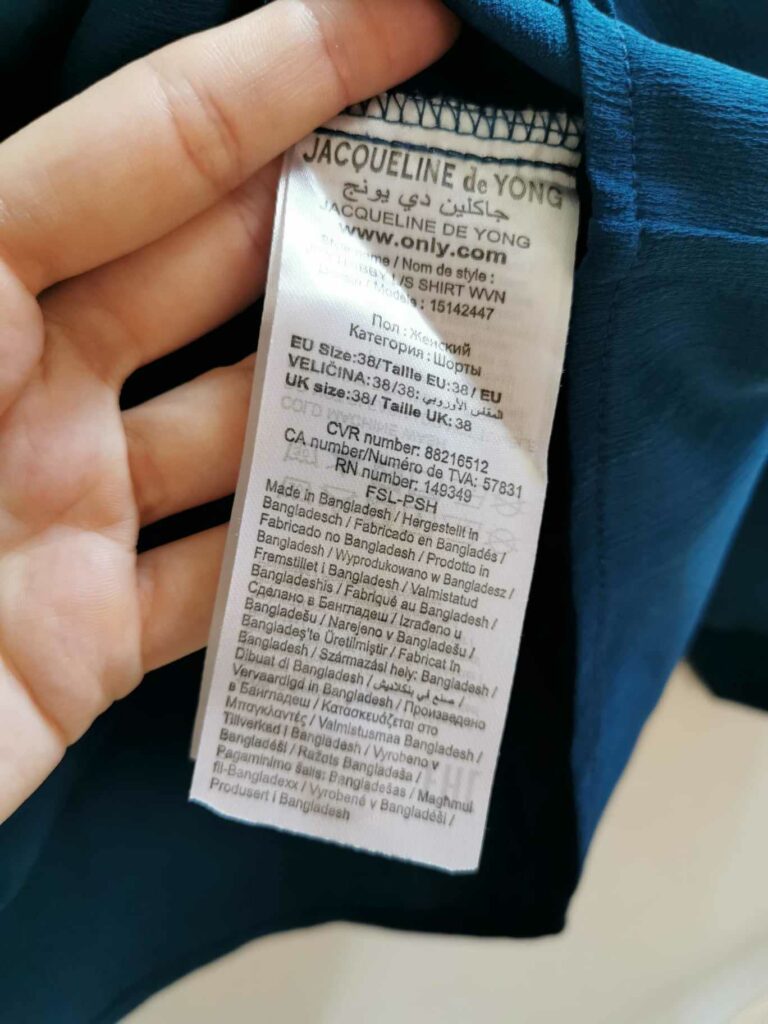 JACQUELINE de YONG
جاكلين دي يونج
JACQUELINE DE YONG
www.only.com
Style name / Nom de style :
L/S SHIRT WVN
/ Modele : 15142447
Пол : Женский
Категория : Шорты
EU Size:38/Taille EU:38/ EU
VELIČINA:38/38: المقاس الأوروبي
UK size:38/ Taille UK:38
CVR number: 88216512
CA number/Numéro de TVA: 57831
RN number: 149349
FSL-PSH
Made in Bangladesh / Hergestellt in
Bangladesch / Fabricado en Bangladés /
Fabricado no Bangladesh / Prodotto in
Bangladesh / Wyprodukowano w Bangladesz /
Fremstillet i Bangladesh / Valmistatud
Bangladeshis / Fabriqué au Bangladesh /
Сделано в Бангладеш / Izrađeno u
Bangladešu / Narejeno v Bangladešu /
Bangladeş'te Üretilmiştir / Fabricat în
Bangladesh / Származási hely: Bangladesh /
Dibuat di Bangladesh / صنع في بنكلاديش /
Vervaardigd in Bangladesh / Произведено
в Бангладеш / Κατασκευάζεται στο
Μπαγκλαντές / Valmistusmaa Bangladesh /
Tillverkad i Bangladesh / Vyrobeno v
Bangladéši / Ražots Bangladeša /
Pagaminimo šalis: Bangladešas / Maghmul
fil-Bangladexx / Vyrobené v Bangladéši /
Produsert i Bangladesh